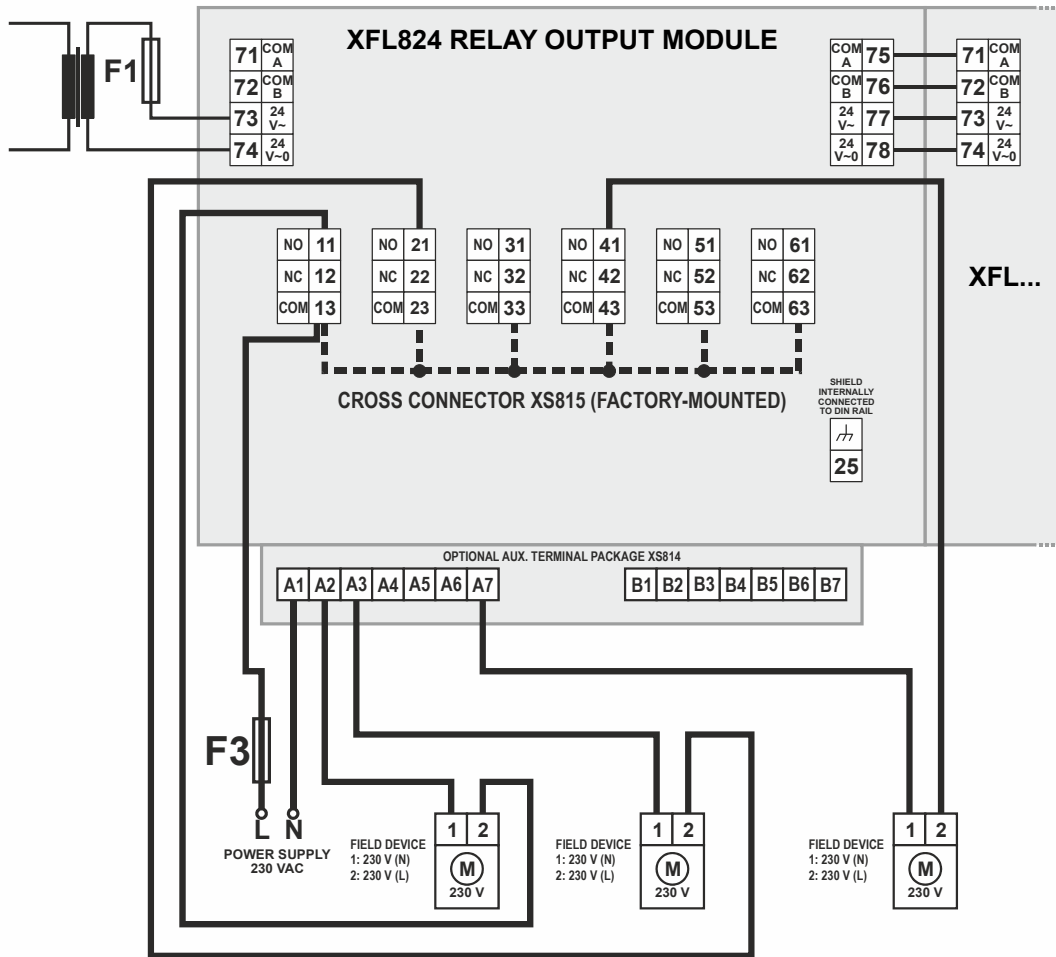 XFL824 RELAY OUTPUT MODULE
F1
71 COM A
72 COM B
73 24 V~
74 24 V~0
COM A 75
COM B 76
24 V~ 77
24 V~0 78
71 COM A
72 COM B
73 24 V~
74 24 V~0
XFL...
NO 11
NC 12
COM 13
NO 21
NC 22
COM 23
NO 31
NC 32
COM 33
NO 41
NC 42
COM 43
NO 51
NC 52
COM 53
NO 61
NC 62
COM 63
CROSS CONNECTOR XS815 (FACTORY-MOUNTED)
SHIELD
INTERNALLY
CONNECTED
TO DIN RAIL
25
OPTIONAL AUX. TERMINAL PACKAGE XS814
A1 A2 A3 A4 A5 A6 A7
B1 B2 B3 B4 B5 B6 B7
F3
L N
POWER SUPPLY
230 VAC
FIELD DEVICE
1: 230 V (N)
2: 230 V (L)
1 2
M
230 V
FIELD DEVICE
1: 230 V (N)
2: 230 V (L)
1 2
M
230 V
FIELD DEVICE
1: 230 V (N)
2: 230 V (L)
1 2
M
230 V